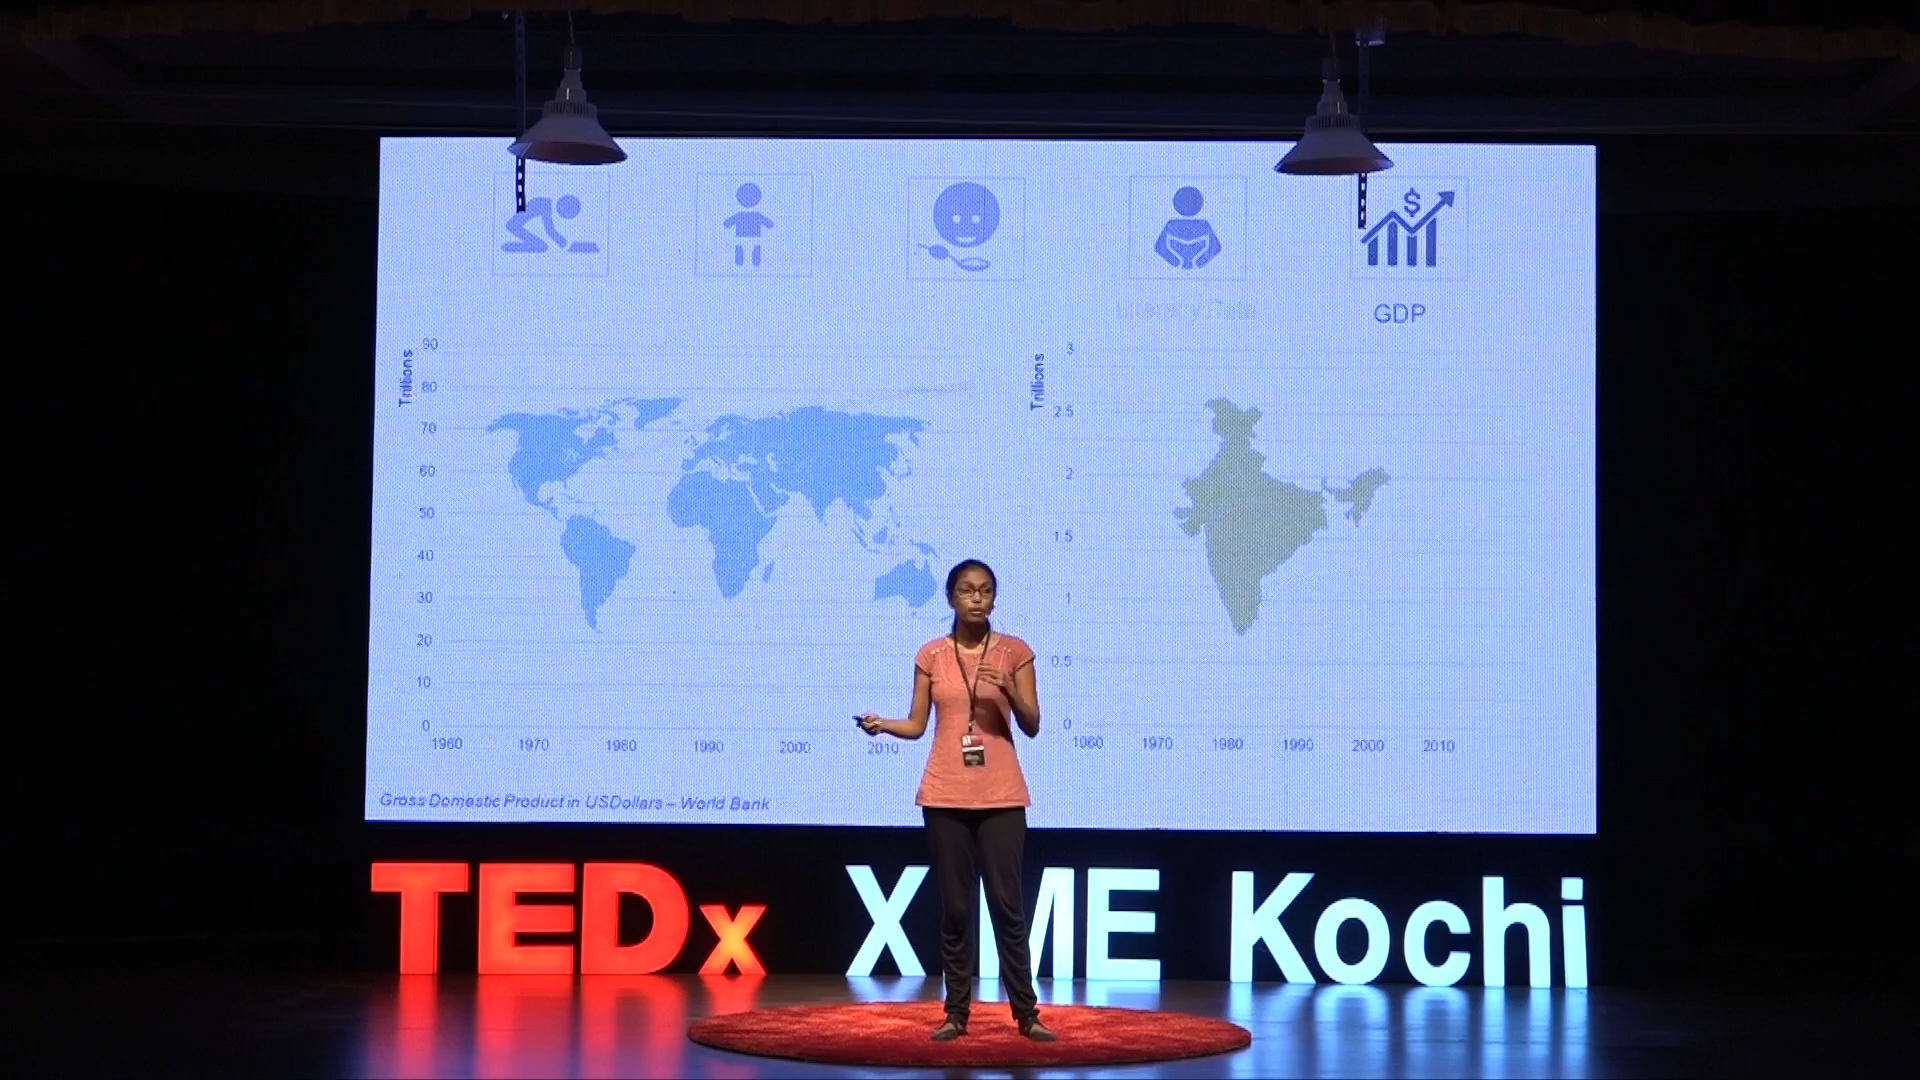 $
Literacy Rate
GDP
Trillions
90
80
70
60
50
40
30
20
10
0
1960 1970 1980 1990 2000 2010
Trillions
3
2.5
2
1.5
1
0.5
0
1960 1970 1980 1990 2000 2010
Gross Domestic Product in USDollars – World Bank
TEDx X ME Kochi